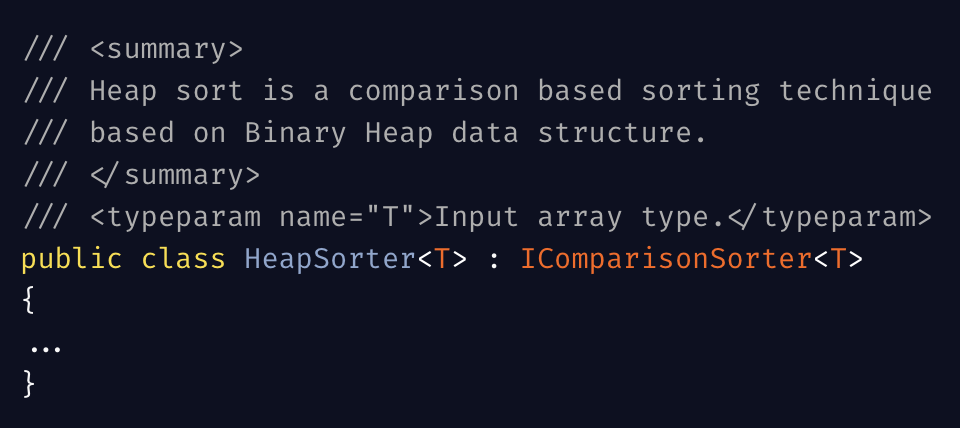 /// <summary>
/// Heap sort is a comparison based sorting technique
/// based on Binary Heap data structure.
/// </summary>
/// <typeparam name="T">Input array type.</typeparam>
public class HeapSorter<T> : IComparisonSorter<T>
{
...
}